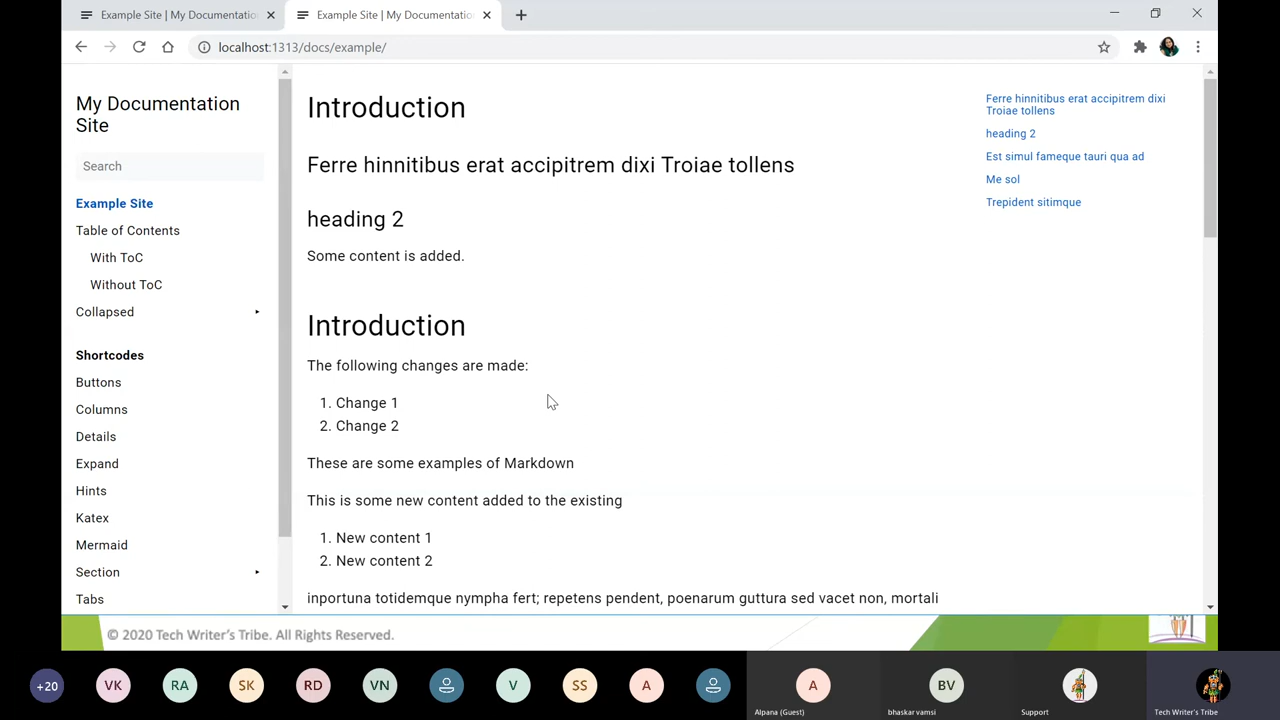 Example Site | My Documentation
Example Site | My Documentation
localhost:1313/docs/example/
My Documentation
Site
Search
Example Site
Table of Contents
With ToC
Without ToC
Collapsed
Shortcodes
Buttons
Columns
Details
Expand
Hints
Katex
Mermaid
Section
Tabs
Introduction
Ferre hinnitibus erat accipitrem dixi Troiae tollens
heading 2
Some content is added.
Introduction
The following changes are made:
1. Change 1
2. Change 2
These are some examples of Markdown
This is some new content added to the existing
1. New content 1
2. New content 2
inportuna totidemque nympha fert; repetens pendent, poenarum guttura sed vacet non, mortali
Ferre hinnitibus erat accipitrem dixi
Troiae tollens
heading 2
Est simul fameque tauri qua ad
Me sol
Trepident sitimque
© 2020 Tech Writer's Tribe. All Rights Reserved.
+20
VK
RA
SK
RD
VN
V
SS
A
A
Alpana (Guest)
BV
bhaskar vamsi
Support
Tech Writer's Tribe